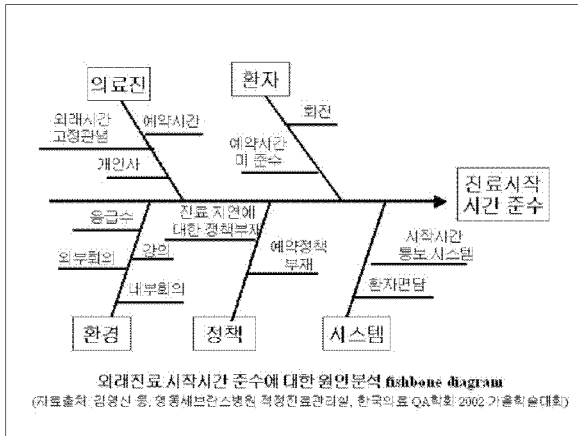 의료진
환자
외래시간
고정관념
예약시간
개인사
회진
예약시간
미 준수
진료시작
시간 준수
응급수
외부회의
강의
내부회의
진료 지연에
대한 정책부재
예약정책
부재
시작시간
통보 시스템
환자면담
환경
정책
시스템
외래진료 시작시간 준수에 대한 원인분석 fishbone diagram
(자료출처: 김영신 등, 영동세브란스병원 적정진료관리실, 한국의료 QA학회 2002 가을학술대회)